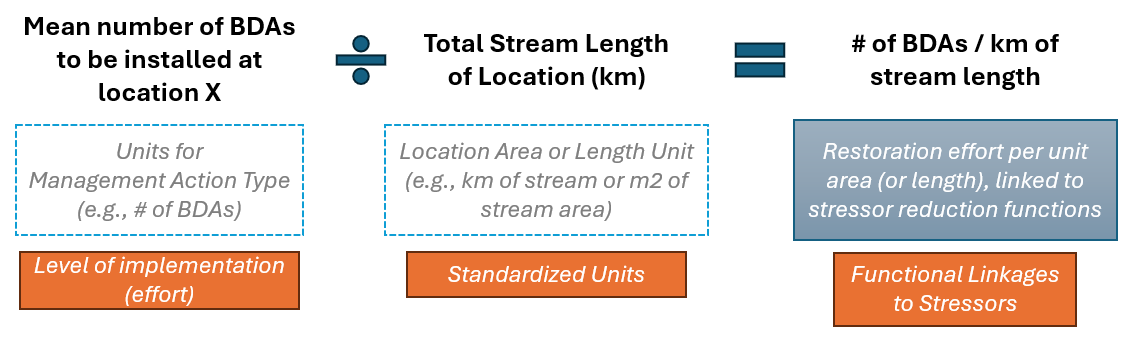 Mean number of BDAs
to be installed at
location X
Total Stream Length
of Location (km)
# of BDAs / km of
stream length
Units for
Management Action Type
(e.g., # of BDAs)
Location Area or Length Unit
(e.g., km of stream or m2 of
stream area)
Restoration effort per unit
area (or length), linked to
stressor reduction functions
Level of implementation
(effort)
Standardized Units
Functional Linkages
to Stressors